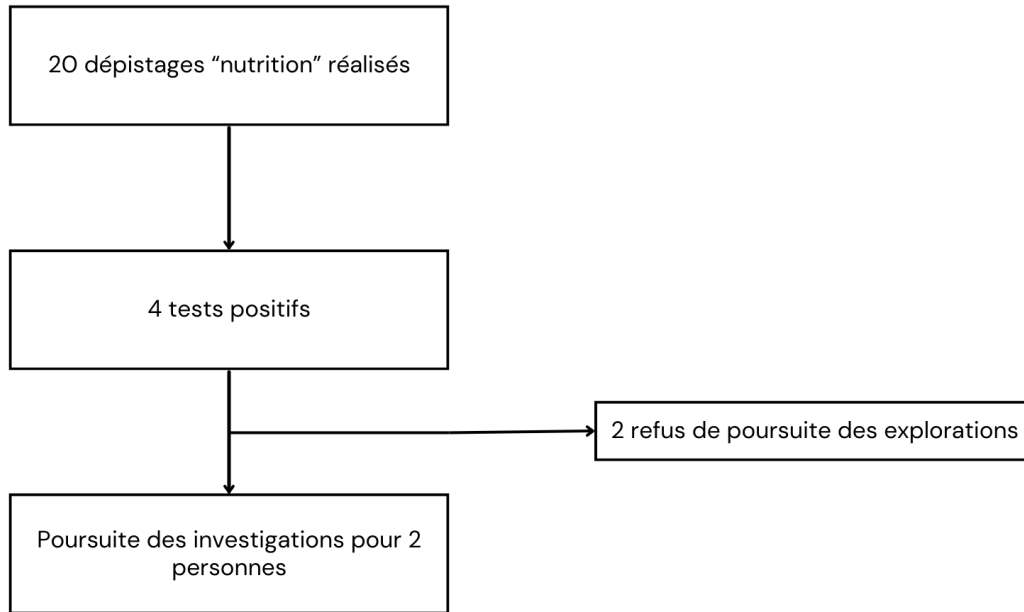 20 dépistages “nutrition” réalisés
4 tests positifs
2 refus de poursuite des explorations
Poursuite des investigations pour 2
personnes